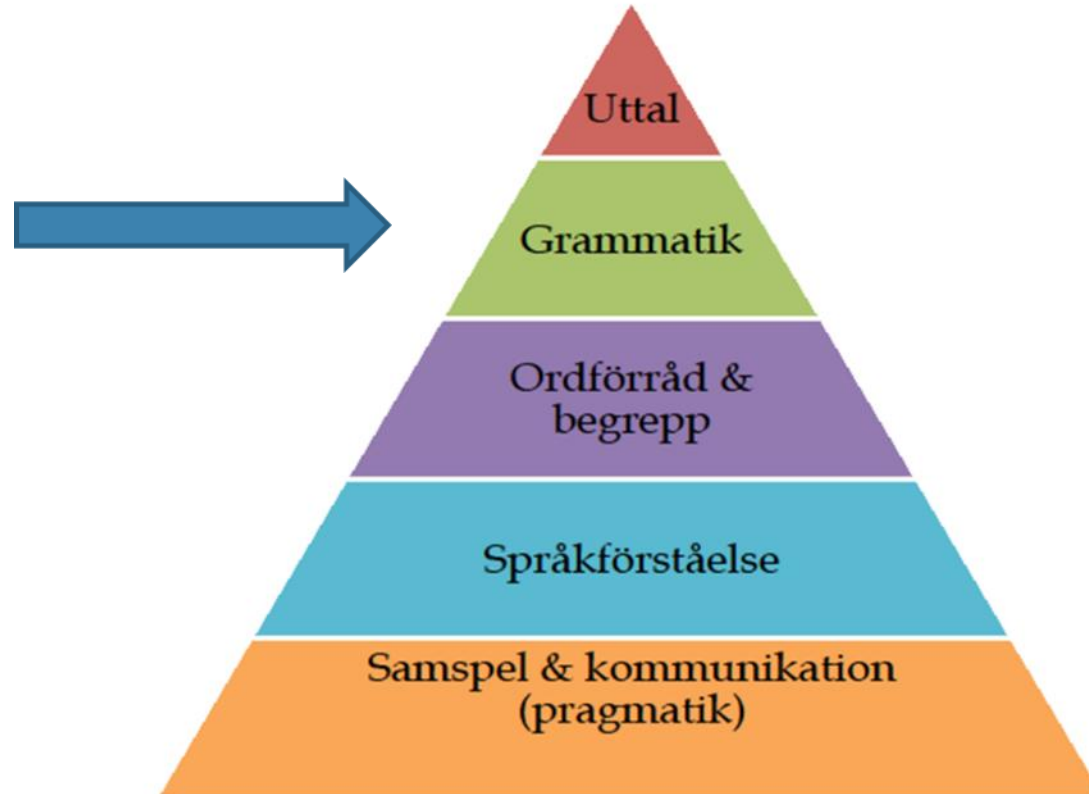 Uttal
Grammatik
Ordförråd &
begrepp
Språkförståelse
Samspel & kommunikation
(pragmatik)